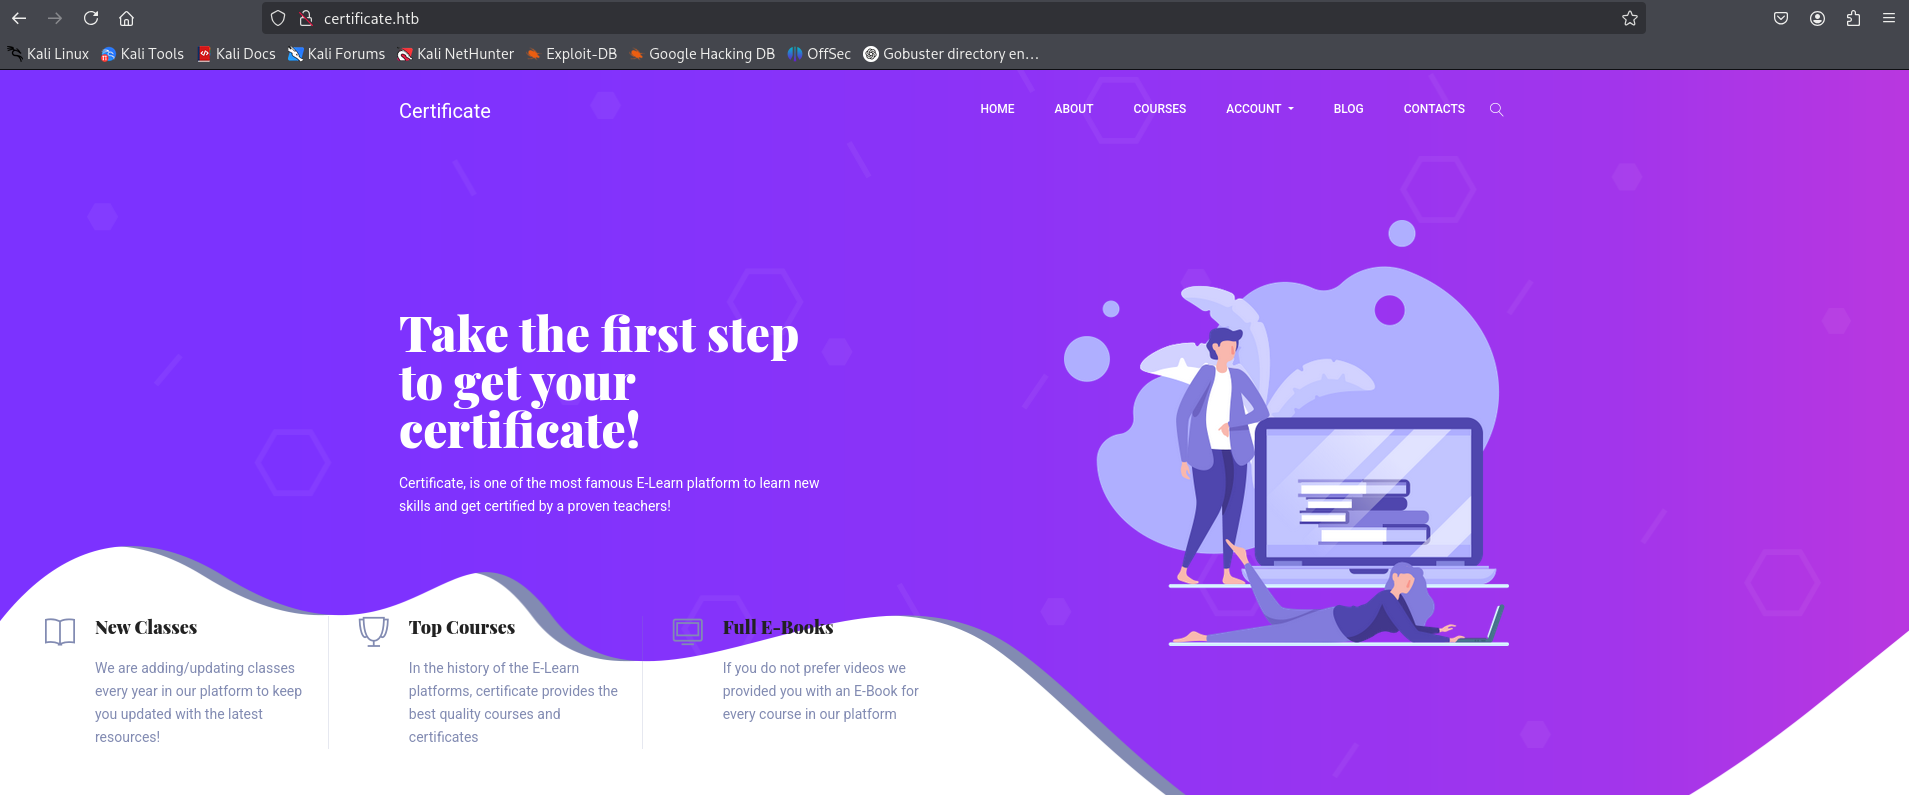 certificate.htb
Kali Linux Kali Tools Kali Docs Kali Forums Kali NetHunter Exploit-DB Google Hacking DB OffSec Gobuster directory en…
Certificate HOME ABOUT COURSES ACCOUNT BLOG CONTACTS
Take the first step
to get your
certificate!
Certificate, is one of the most famous E-Learn platform to learn new
skills and get certified by a proven teachers!
New Classes
We are adding/updating classes
every year in our platform to keep
you updated with the latest
resources!
Top Courses
In the history of the E-Learn
platforms, certificate provides the
best quality courses and
certificates
Full E-Books
If you do not prefer videos we
provided you with an E-Book for
every course in our platform